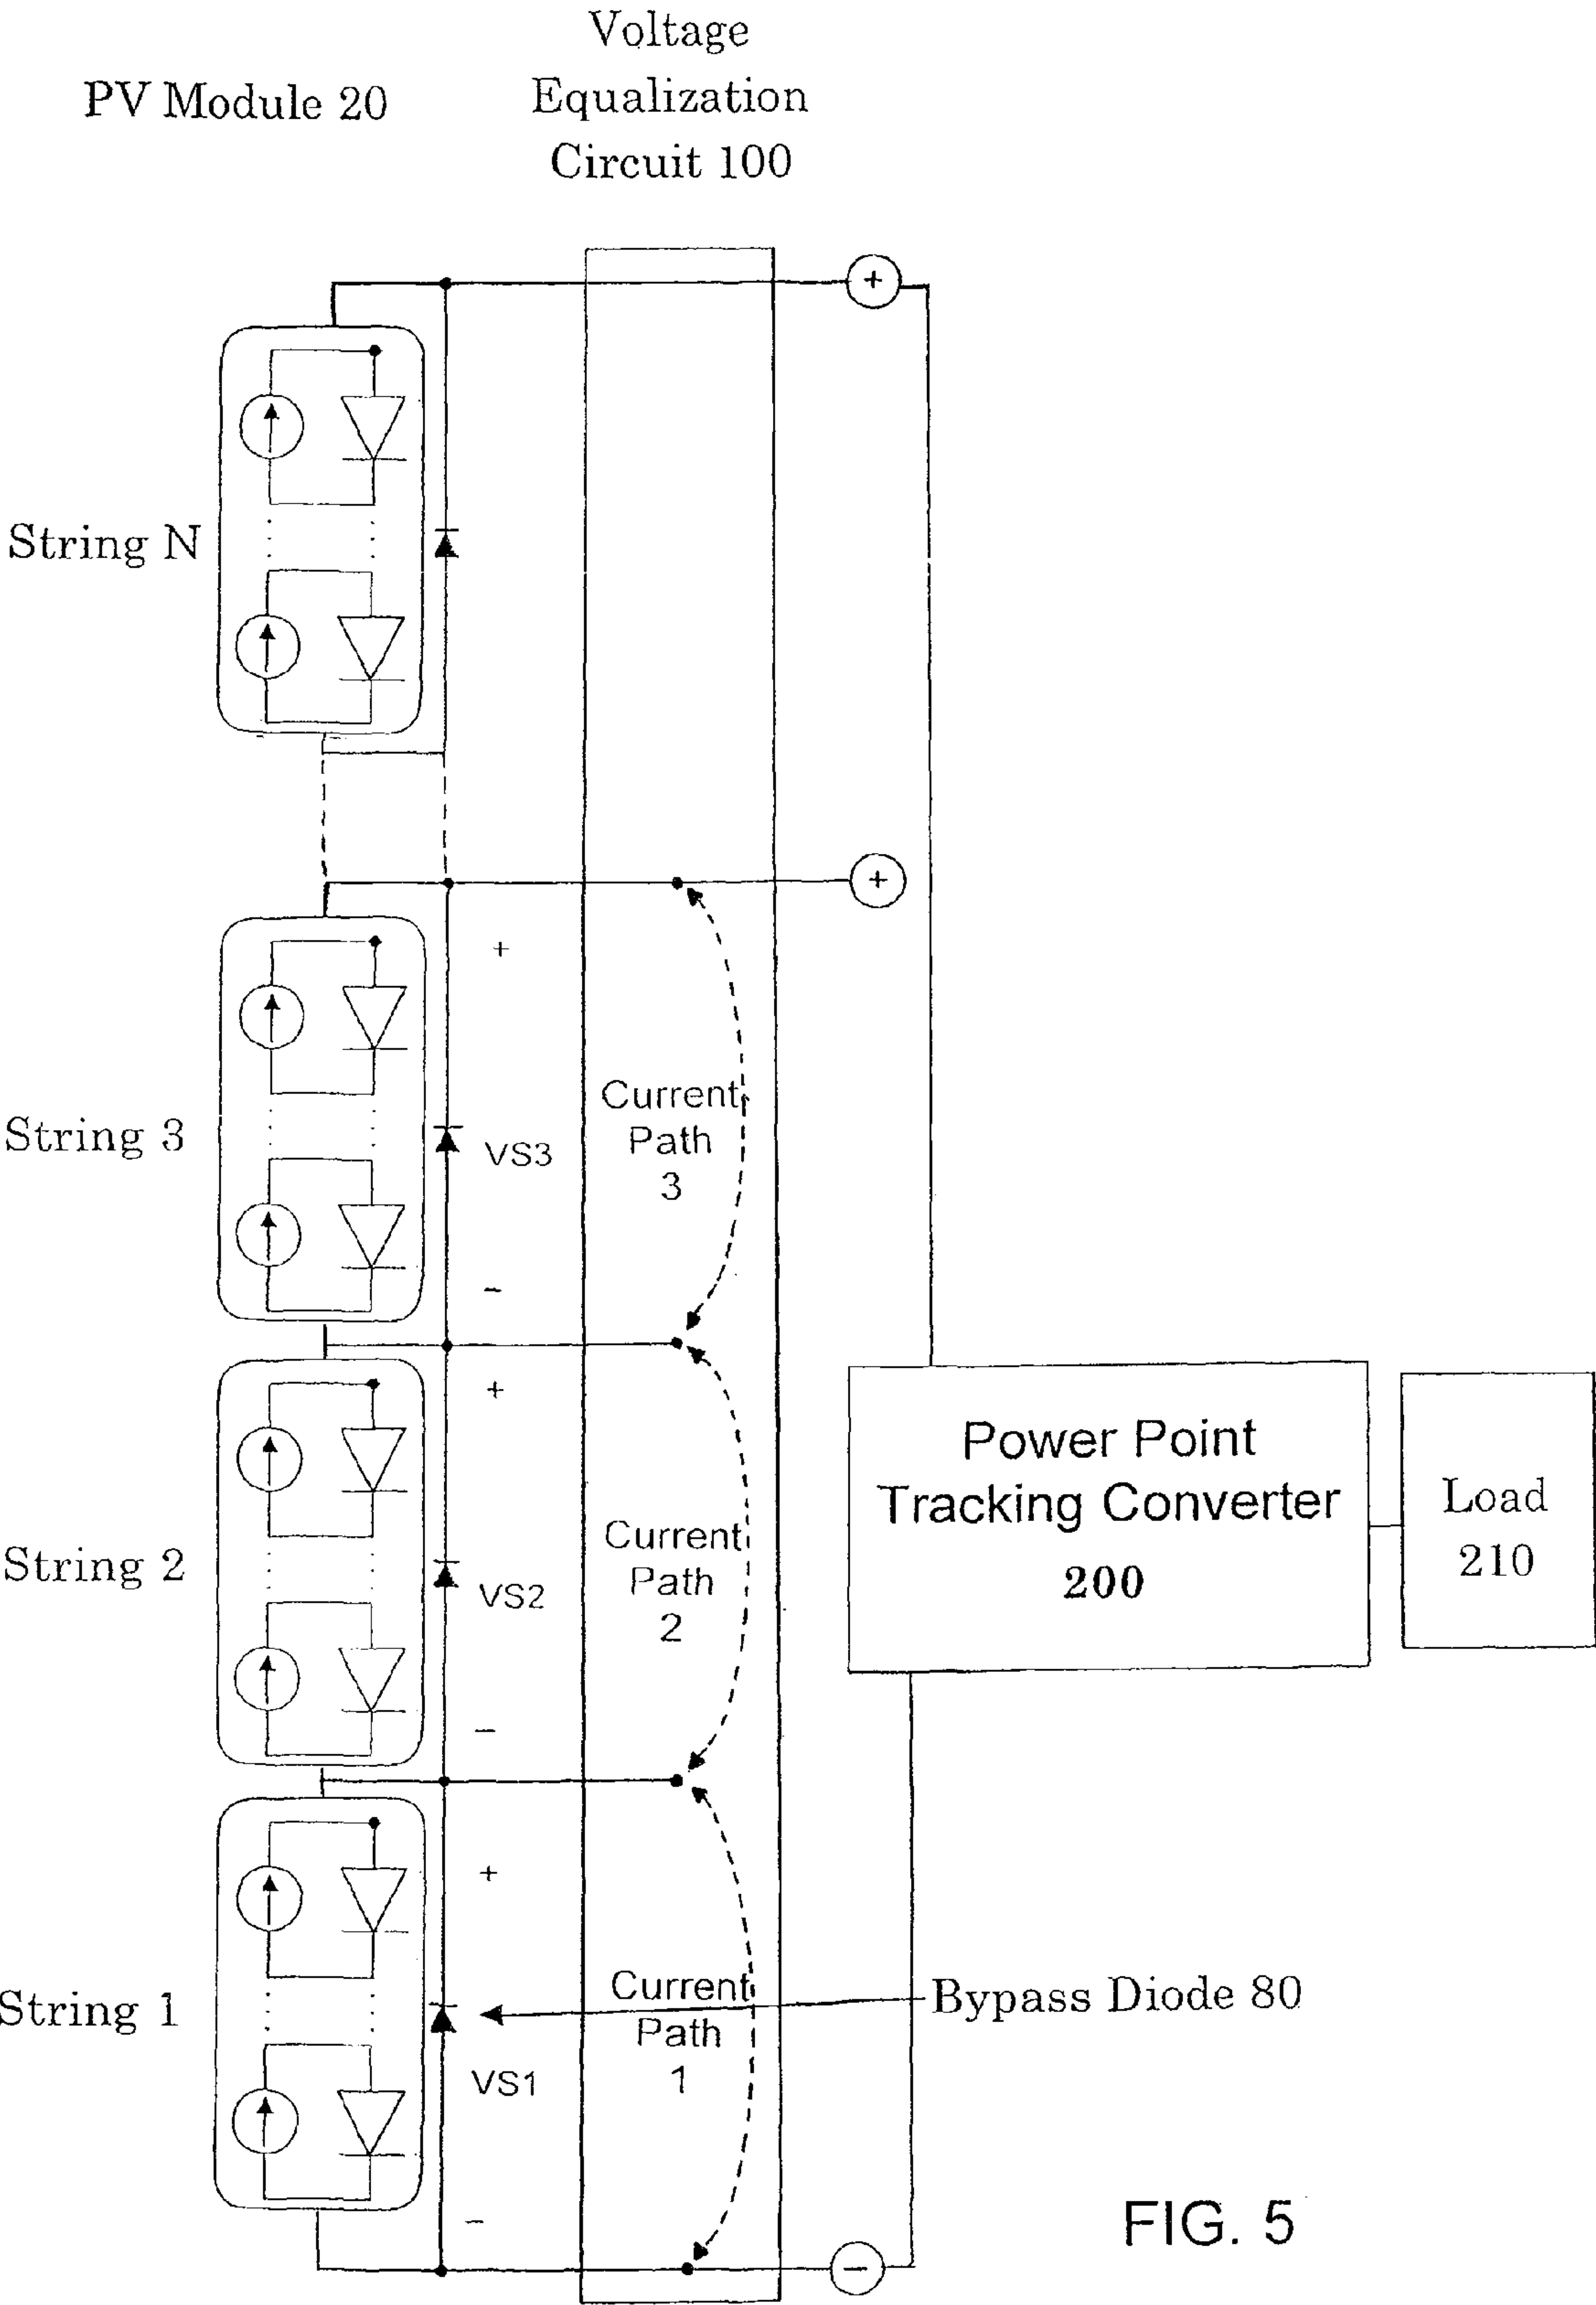 Voltage
Equalization
Circuit 100
PV Module 20
+
String N
+
+
String 3
VS3
Current
Path
3
−
+
String 2
VS2
Current
Path
2
−
Power Point
Tracking Converter
200
Load
210
+
String 1
VS1
Current
Path
1
Bypass Diode 80
−
−
FIG. 5